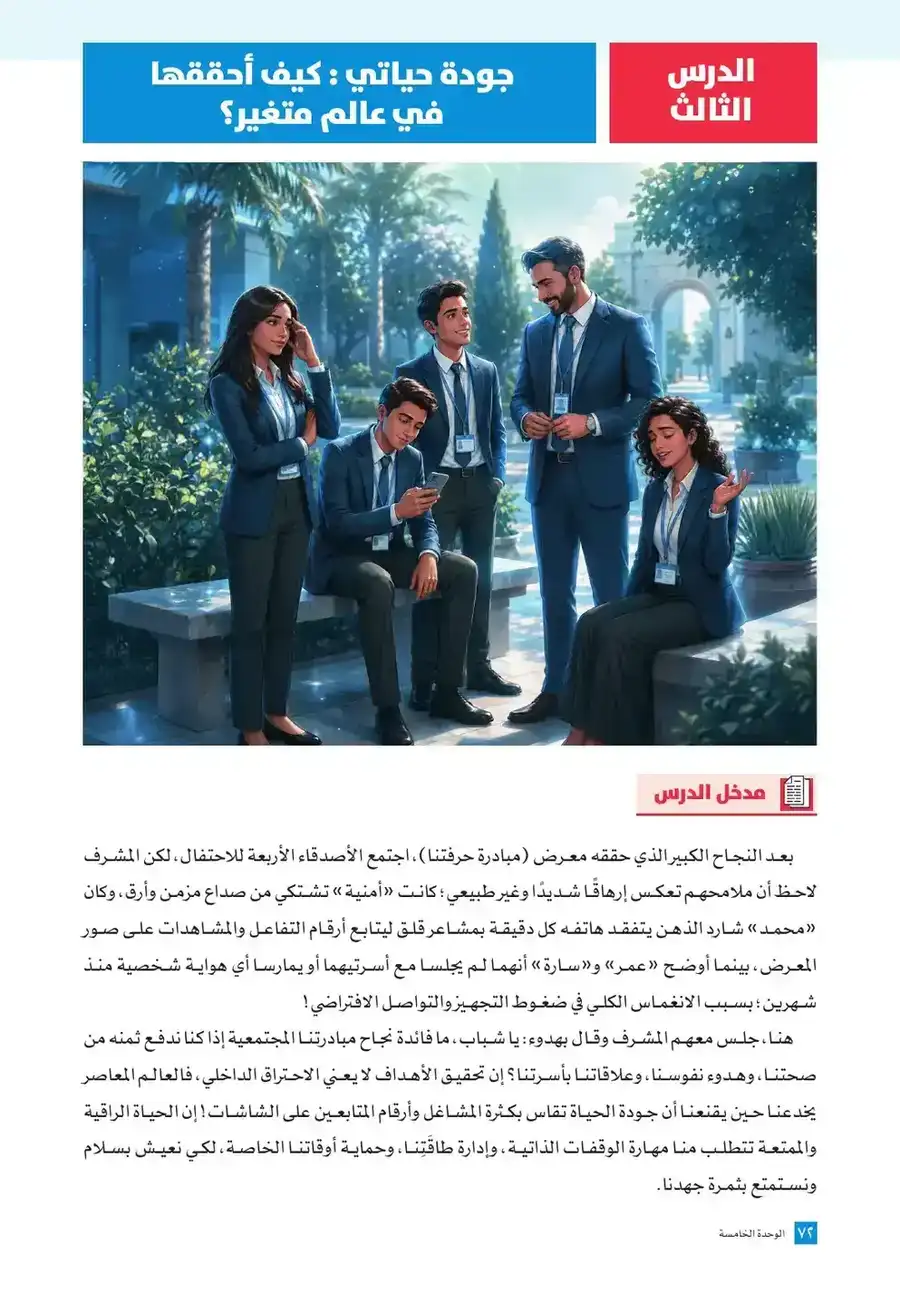 الدرس
الثالث
جودة حياتي : كيف أحققها
في عالم متغير؟
مدخل الدرس
بعد النجاح الكبير الذي حققه معرض (مبادرة حرفتنا)، اجتمع الأصدقاء الأربعة للاحتفال، لكن المشرف
لاحظ أن ملامحهم تعكس إرهاقًا شديدًا وغير طبيعي؛ كانت «أمنية» تشتكي من صداع مزمن وأرق، وكان
«محمد» شارد الذهن يتفقد هاتفه كل دقيقة بمشاعر قلق ليتابع أرقام التفاعل والمشاهدات على صور
المعرض، بينما أوضح «عمر» و«سارة» أنهما لم يجلسا مع أسرتيهما أو يمارسا أي هواية شخصية منذ
شهرين؛ بسبب الانغماس الكلي في ضغوط التجهيز والتواصل الافتراضي!
هنا، جلس معهم المشرف وقال بهدوء: يا شباب، ما فائدة نجاح مبادرتنا المجتمعية إذا كنا ندفع ثمنه من
صحتنا، وهدوء نفوسنا، وعلاقاتنا بأسرتنا؟ إن تحقيق الأهداف لا يعني الاحتراق الداخلي، فالعالم المعاصر
يخدعنا حين يقنعنا أن جودة الحياة تقاس بكثرة المشاغل وأرقام المتابعين على الشاشات! إن الحياة الراقية
والممتعة تتطلب منا مهارة الوقفات الذاتية، وإدارة طاقَتِنا، وحماية أوقاتنا الخاصة، لكي نعيش بسلام
ونستمتع بثمرة جهدنا.
٧٢ الوحدة الخامسة